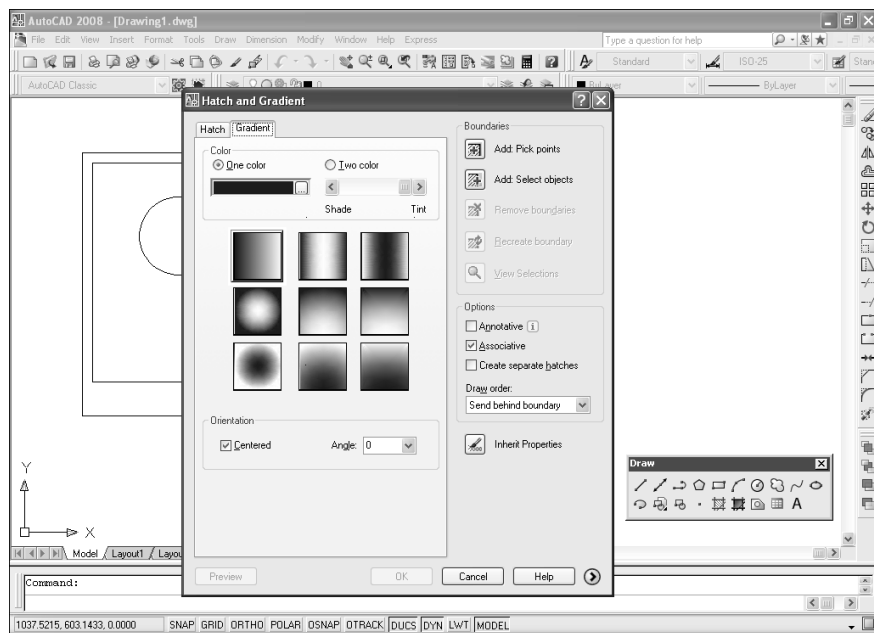 AutoCAD 2008 - [Drawing1.dwg]
File Edit View Insert Format Tools Draw Dimension Modify Window Help Express
Type a question for help
Standard
ISO-25
Stan
AutoCAD Classic
0
ByLayer
ByLayer
Hatch and Gradient
Hatch
Gradient
Color
One color
Two color
...
Shade
Tint
Orientation
Centered
Angle: 0
Boundaries
Add: Pick points
Add: Select objects
Remove boundaries
Recreate boundary
View Selections
Options
Annotative
Associative
Create separate hatches
Draw order:
Send behind boundary
Inherit Properties
Preview
OK
Cancel
Help
Draw
A
Y
X
Model
Layout1
Layou
Command:
1037.5215, 603.1433, 0.0000
SNAP GRID ORTHO POLAR OSNAP OTRACK DUCS DYN LWT MODEL